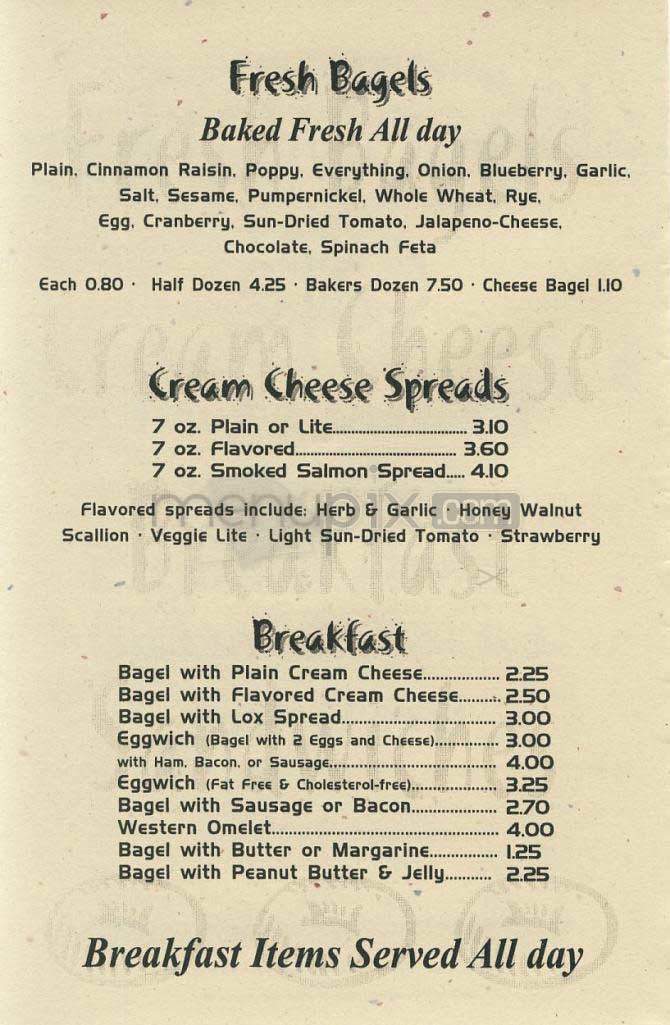 Fresh Bagels
Baked Fresh All day
Plain, Cinnamon Raisin, Poppy, Everything, Onion, Blueberry, Garlic,
Salt, Sesame, Pumpernickel, Whole Wheat, Rye,
Egg, Cranberry, Sun-Dried Tomato, Jalapeno-Cheese,
Chocolate, Spinach Feta
Each 0.80 · Half Dozen 4.25 · Bakers Dozen 7.50 · Cheese Bagel 1.10
Cream Cheese Spreads
7 oz. Plain or Lite.................................. 3.10
7 oz. Flavored......................................... 3.60
7 oz. Smoked Salmon Spread..... 4.10
menupix.com
Flavored spreads include: Herb & Garlic · Honey Walnut
Scallion · Veggie Lite · Light Sun-Dried Tomato · Strawberry
Breakfast
Bagel with Plain Cream Cheese.................. 2.25
Bagel with Flavored Cream Cheese.......... 2.50
Bagel with Lox Spread..................................... 3.00
Eggwich (Bagel with 2 Eggs and Cheese)............... 3.00
with Ham, Bacon, or Sausage........................................ 4.00
Eggwich (Fat Free & Cholesterol-free).................... 3.25
Bagel with Sausage or Bacon.................... 2.70
Western Omelet...................................................... 4.00
Bagel with Butter or Margarine................ 1.25
Bagel with Peanut Butter & Jelly........... 2.25
Breakfast Items Served All day